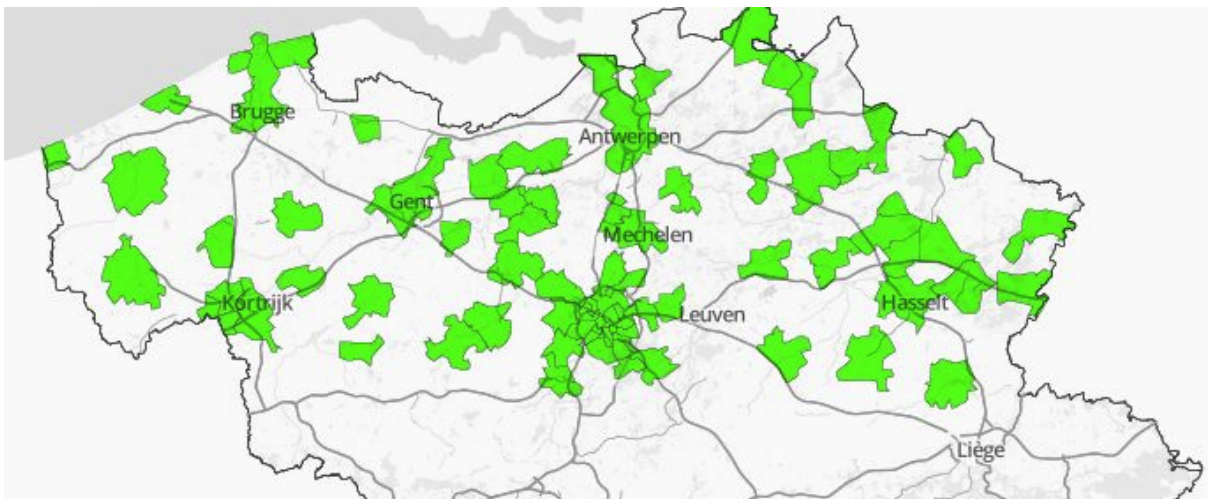 Brugge
Antwerpen
Gent
Mechelen
Kortrijk
Hasselt
Leuven
Liège